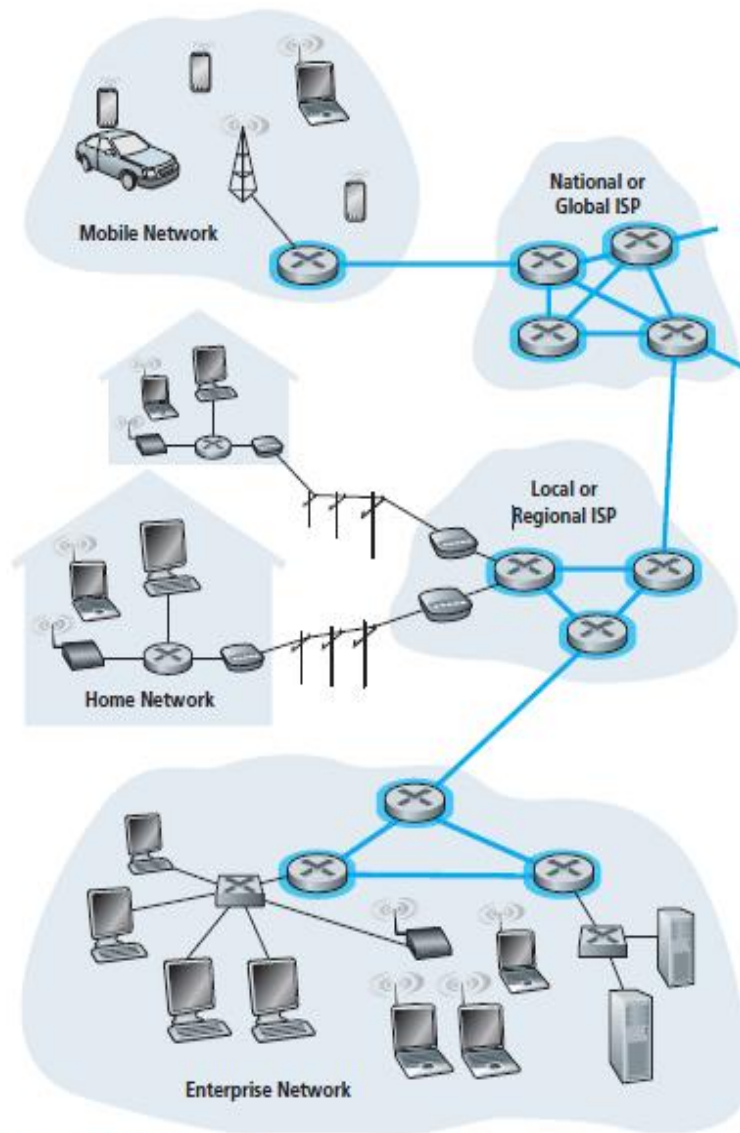 Mobile Network
National or
Global ISP
Local or
Regional ISP
Home Network
Enterprise Network